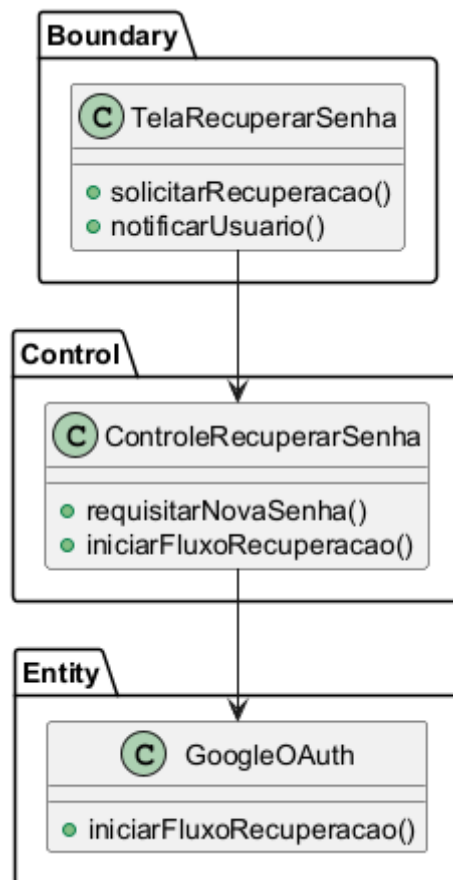 Boundary
C TelaRecuperarSenha
solicitarRecuperacao()
notificarUsuario()
Control
C ControleRecuperarSenha
requisitarNovaSenha()
iniciarFluxoRecuperacao()
Entity
C GoogleOAuth
iniciarFluxoRecuperacao()